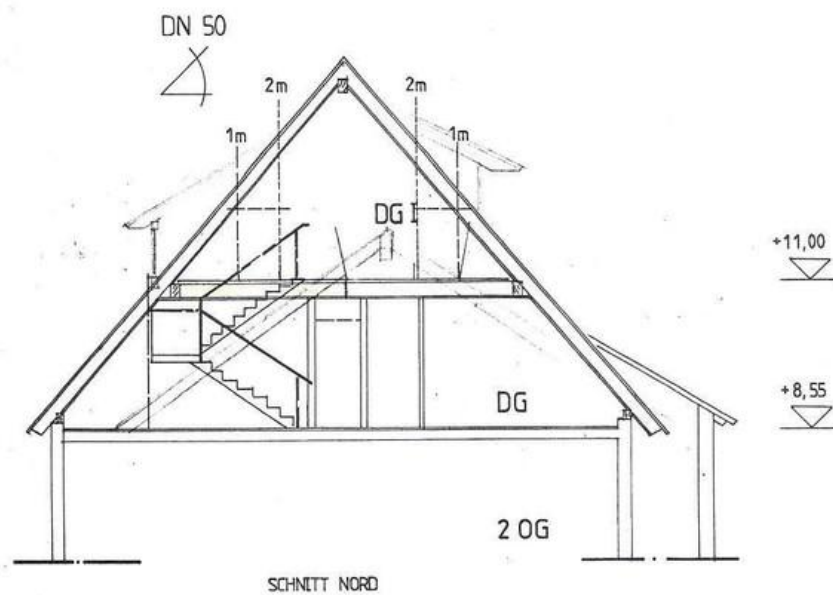 DN 50
2m
2m
1m
1m
DG I
+11,00
+8,55
DG
2 OG
SCHNITT NORD